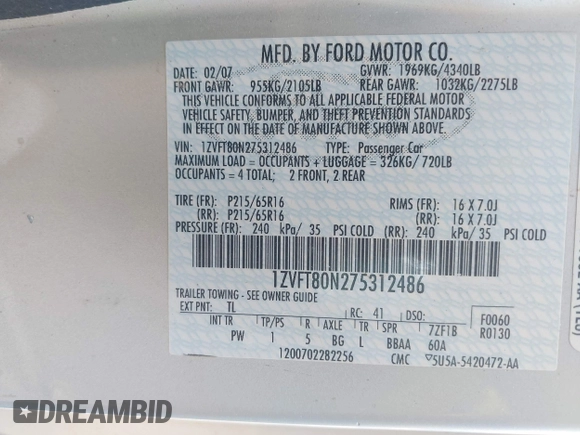 MFD. BY FORD MOTOR CO.
DATE: 02/07 GVWR: 1969KG/4340LB
FRONT GAWR: 955KG/2105LB REAR GAWR: 1032KG/2275LB
THIS VEHICLE CONFORMS TO ALL APPLICABLE FEDERAL MOTOR
VEHICLE SAFETY, BUMPER, AND THEFT PREVENTION STANDARDS
IN EFFECT ON THE DATE OF MANUFACTURE SHOWN ABOVE.
VIN: 1ZVFT80N275312486 TYPE: Passenger Car
MAXIMUM LOAD = OCCUPANTS + LUGGAGE = 326KG/720LB
OCCUPANTS = 4 TOTAL; 2 FRONT, 2 REAR
TIRE (FR): P215/65R16 RIMS (FR): 16 X 7.0J
(RR): P215/65R16 (RR): 16 X 7.0J
PRESSURE (FR): 240 kPa/ 35 PSI COLD (RR): 240 kPa/ 35 PSI COLD
1ZVFT80N275312486
TRAILER TOWING - SEE OWNER GUIDE
EXT PNT: TL RC: 41 DSO: F0060
INT TR TP/PS R AXLE TR SPR 7ZF1B R0130
PW 1 5 BG L BBAA 60A
1200702282256 CMC ▽5U5A-5420472-AA
DREAMBID